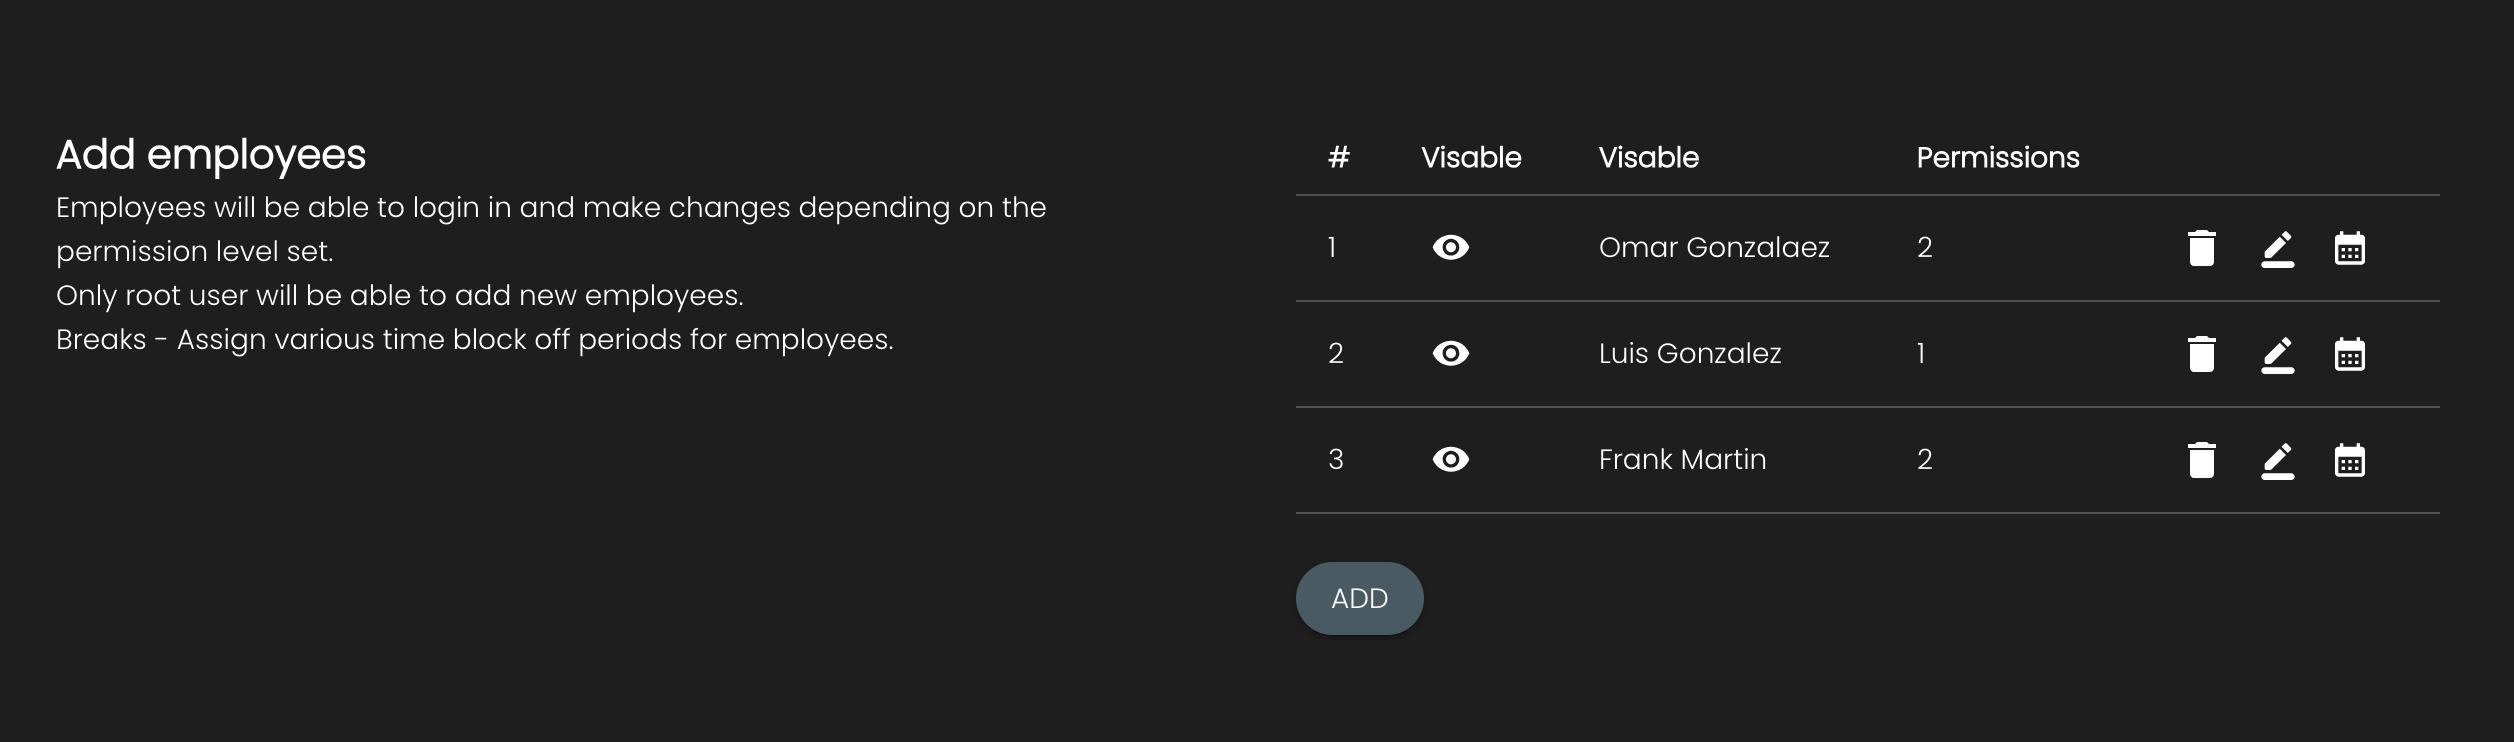 Add employees
Employees will be able to login in and make changes depending on the
permission level set.
Only root user will be able to add new employees.
Breaks - Assign various time block off periods for employees.
# Visable Visable Permissions
1 Omar Gonzalaez 2
2 Luis Gonzalez 1
3 Frank Martin 2
ADD